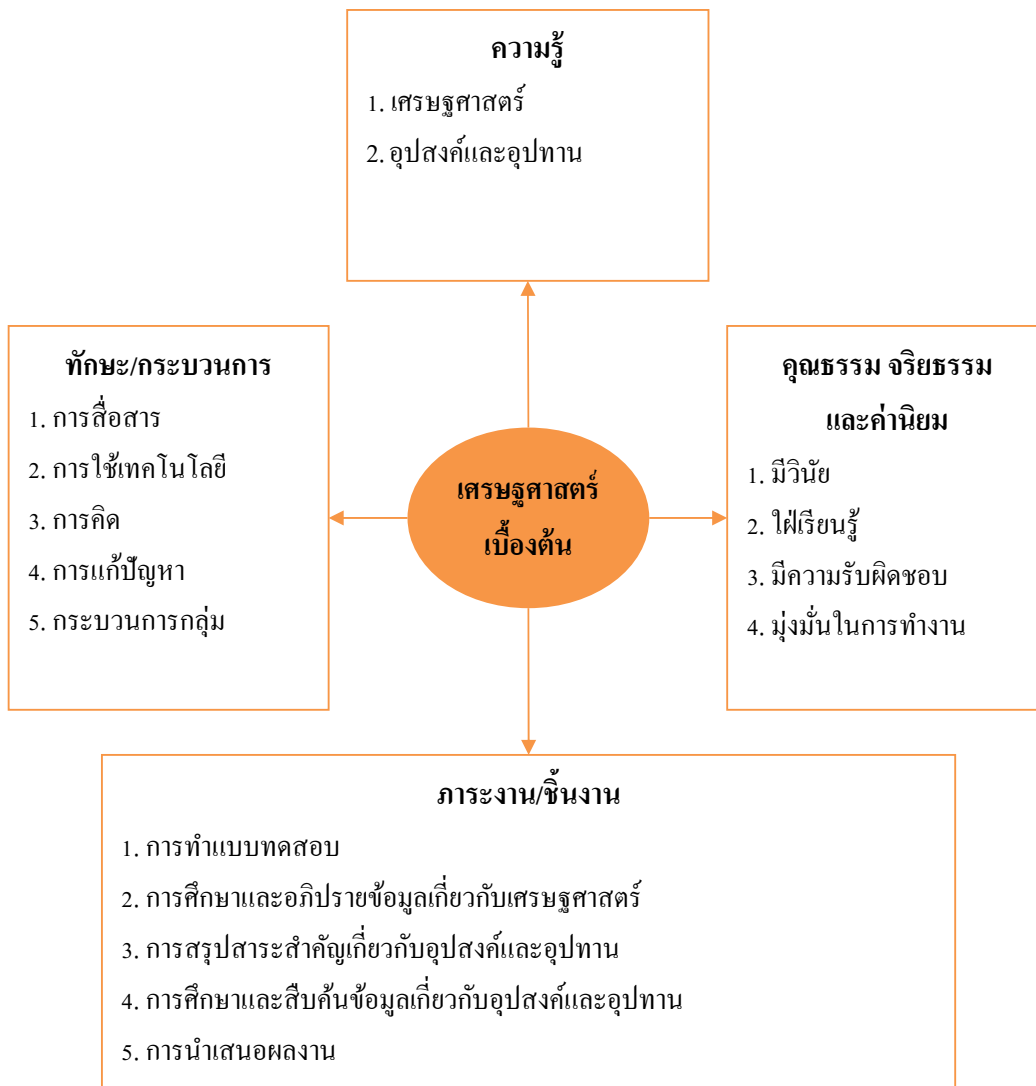 ความรู้
1. เศรษฐศาสตร์
2. อุปสงค์และอุปทาน
ทักษะ/กระบวนการ
1. การสื่อสาร
2. การใช้เทคโนโลยี
3. การคิด
4. การแก้ปัญหา
5. กระบวนการกลุ่ม
เศรษฐศาสตร์
เบื้องต้น
คุณธรรม จริยธรรม
และค่านิยม
1. มีวินัย
2. ใฝ่เรียนรู้
3. มีความรับผิดชอบ
4. มุ่งมั่นในการทำงาน
ภาระงาน/ชิ้นงาน
1. การทำแบบทดสอบ
2. การศึกษาและอภิปรายข้อมูลเกี่ยวกับเศรษฐศาสตร์
3. การสรุปสาระสำคัญเกี่ยวกับอุปสงค์และอุปทาน
4. การศึกษาและสืบค้นข้อมูลเกี่ยวกับอุปสงค์และอุปทาน
5. การนำเสนอผลงาน